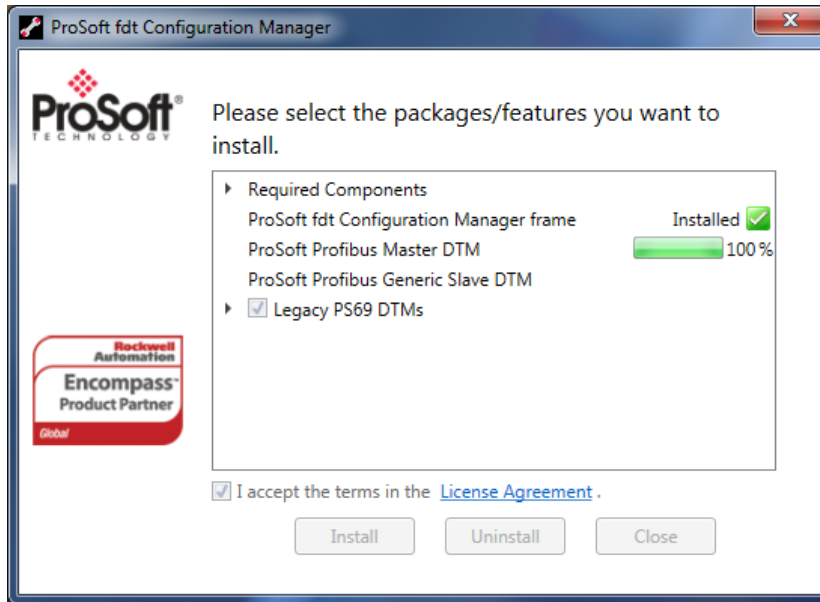 ProSoft fdt Configuration Manager
ProSoft®
TECHNOLOGY
Please select the packages/features you want to
install.
Required Components
ProSoft fdt Configuration Manager frame Installed
ProSoft Profibus Master DTM 100 %
ProSoft Profibus Generic Slave DTM
Legacy PS69 DTMs
Rockwell
Automation
Encompass™
Product Partner
Global
I accept the terms in the License Agreement .
Install Uninstall Close